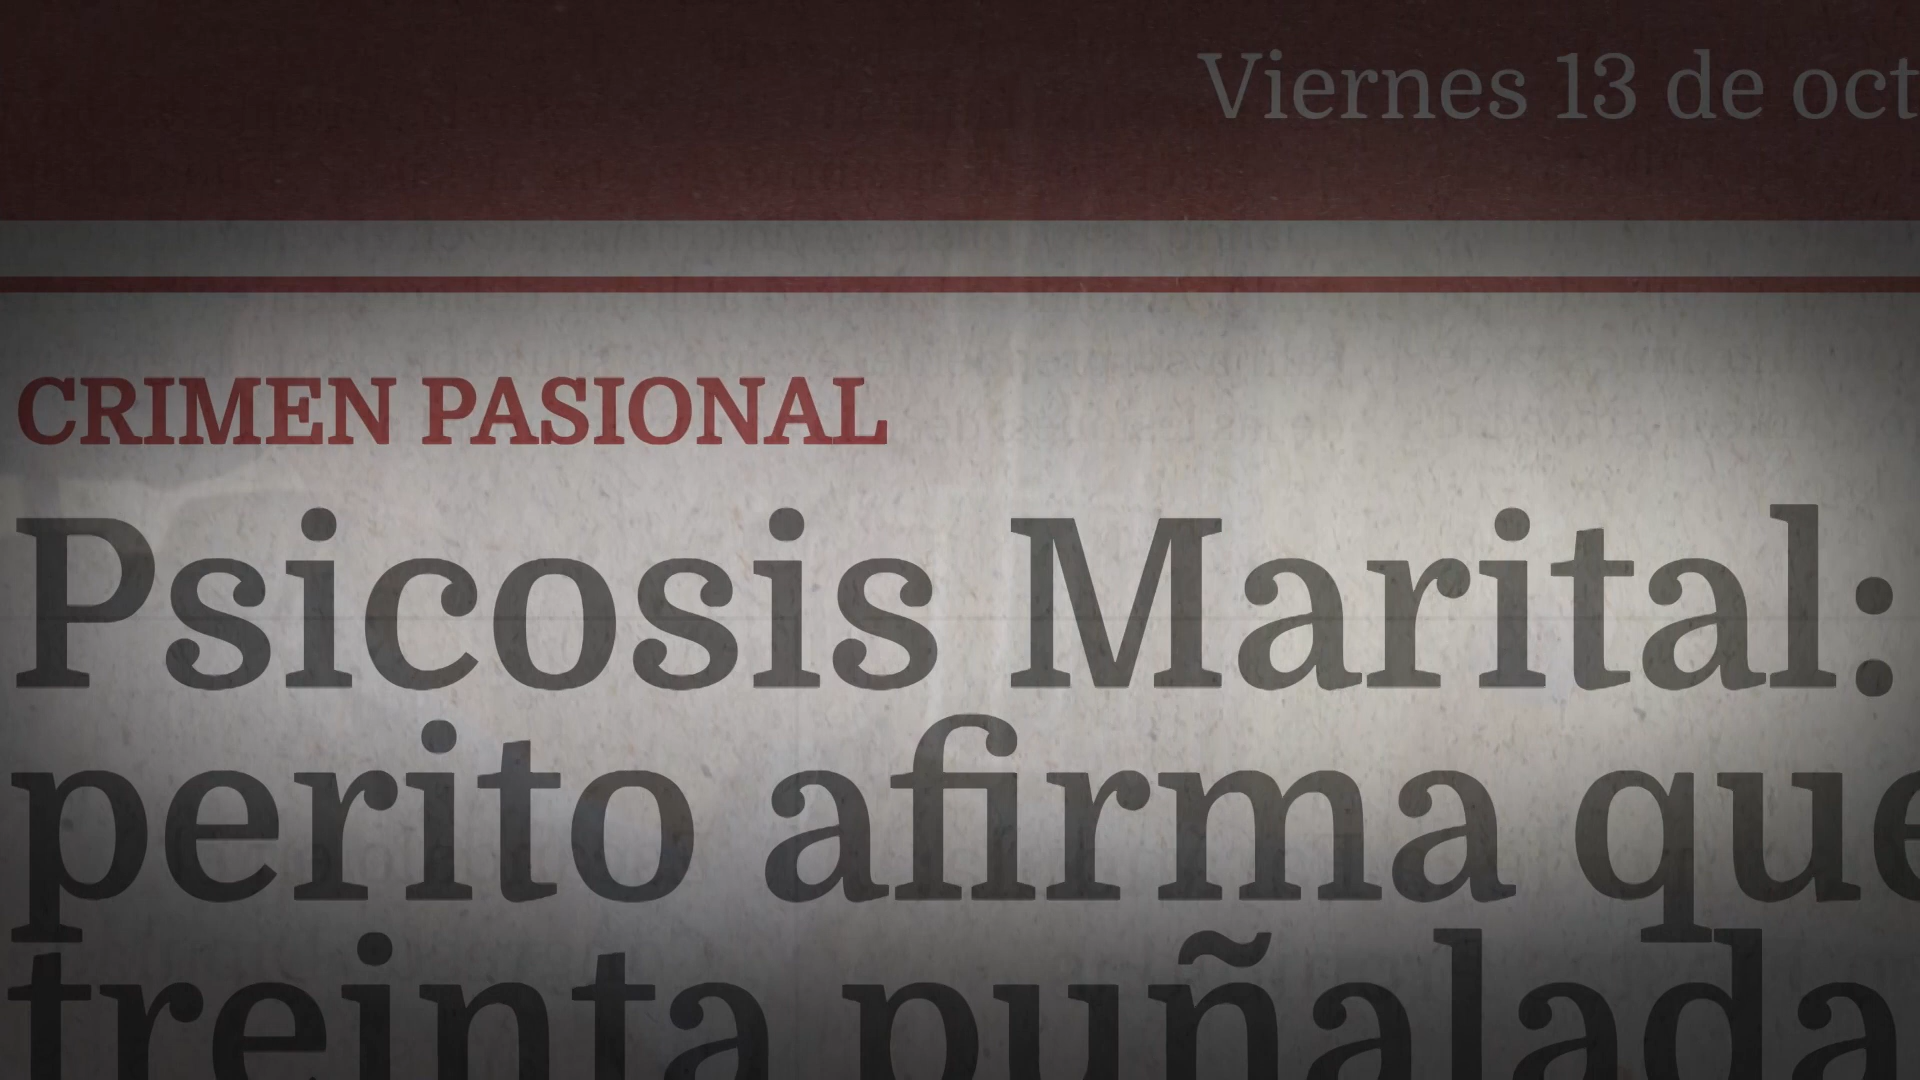 Viernes 13 de oct
CRIMEN PASIONAL
Psicosis Marital:
perito afirma que
treinta puñalada